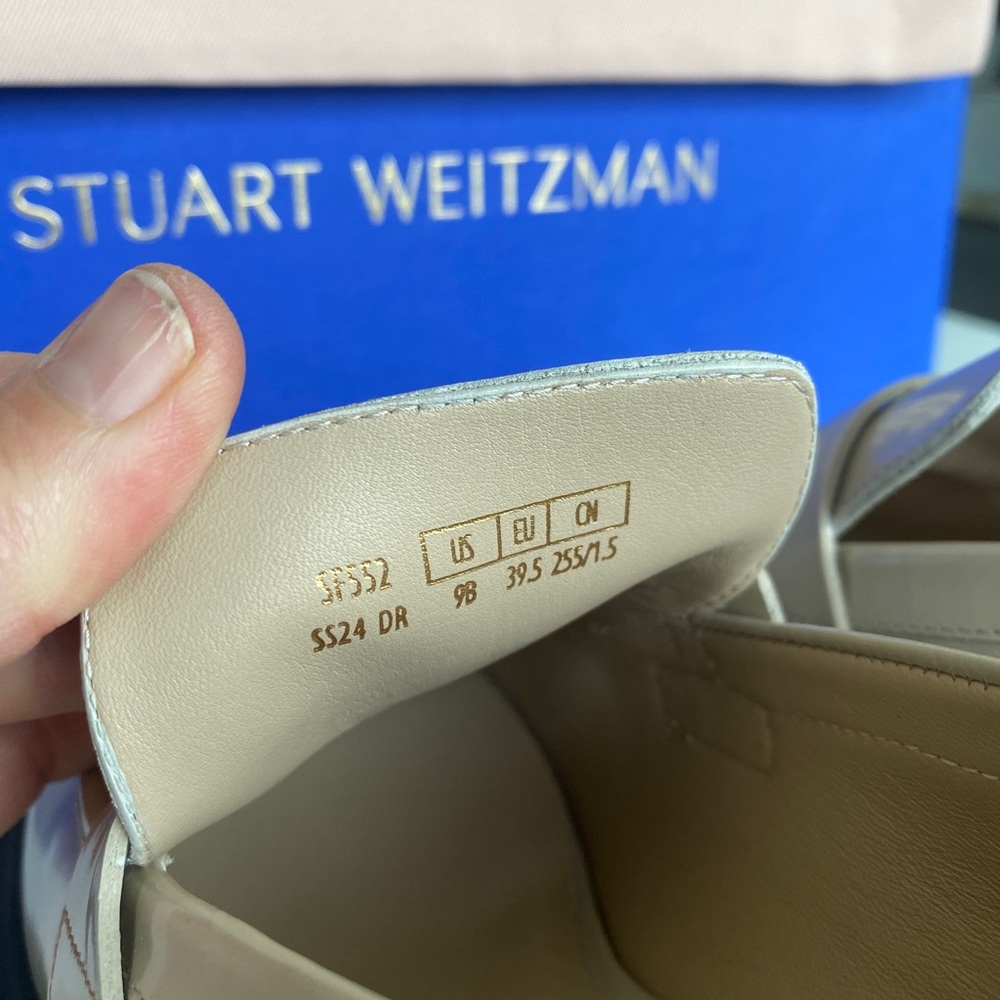 STUART WEITZMAN
SF552 US EU CN
SS24 DR 9B 39.5 255/1.5